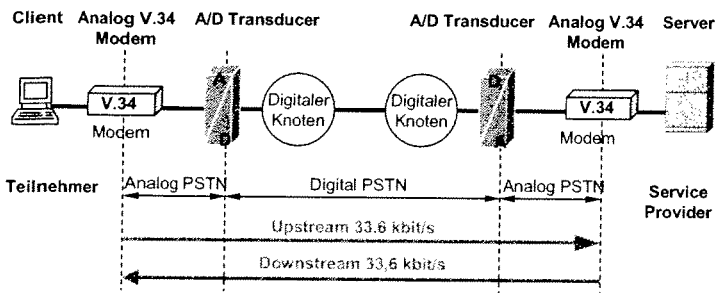 Client
Analog V.34
Modem
A/D Transducer
A/D Transducer
Analog V.34
Modem
Server
V.34
Modem
A
D
Digitaler
Knoten
Digitaler
Knoten
D
A
V.34
Modem
Teilnehmer
Analog PSTN
Digital PSTN
Analog PSTN
Service
Provider
Upstream 33.6 kbit/s
Downstream 33,6 kbit/s